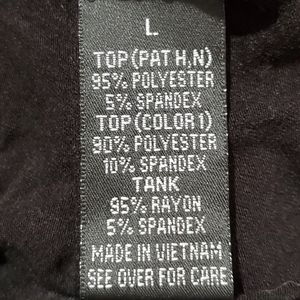 L
TOP (PAT H,N)
95% POLYESTER
5% SPANDEX
TOP (COLOR 1)
90% POLYESTER
10% SPANDEX
TANK
95% RAYON
5% SPANDEX
MADE IN VIETNAM
SEE OVER FOR CARE